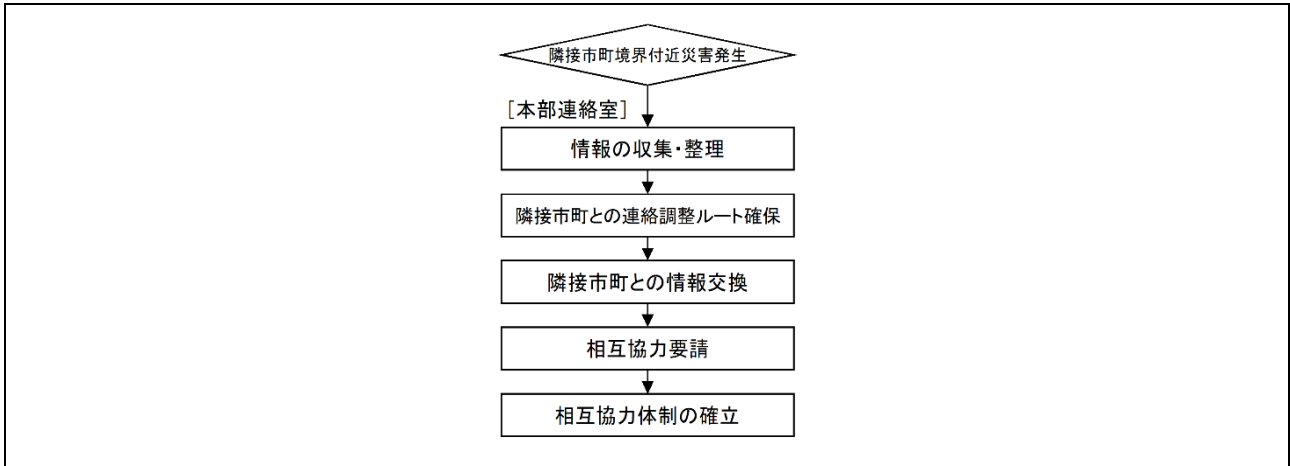 隣接市町境界付近災害発生
［本部連絡室］
情報の収集・整理
隣接市町との連絡調整ルート確保
隣接市町との情報交換
相互協力要請
相互協力体制の確立